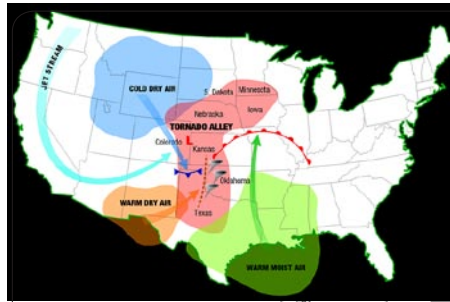 JET STREAM
COLD DRY AIR
S. Dakota
Minnesota
Nebraska
Iowa
TORNADO ALLEY
Colorado
L
Kansas
Oklahoma
WARM DRY AIR
Texas
WARM MOIST AIR